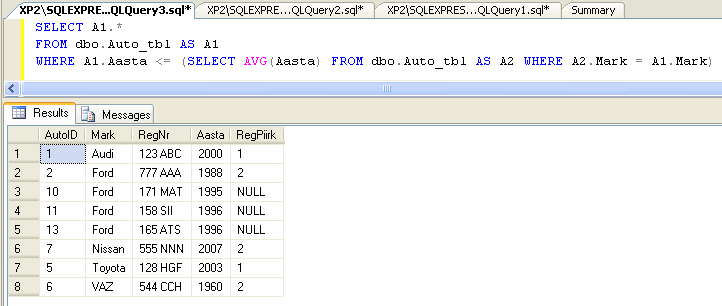 XP2\SQLEXPRE...QLQuery3.sql* XP2\SQLEXPRE...QLQuery2.sql* XP2\SQLEXPRES...QLQuery1.sql* Summary
SELECT A1.*
FROM dbo.Auto_tbl AS A1
WHERE A1.Aasta <= (SELECT AVG(Aasta) FROM dbo.Auto_tbl AS A2 WHERE A2.Mark = A1.Mark)
Results Messages
AutoID Mark RegNr Aasta RegPiirk
1 1 Audi 123 ABC 2000 1
2 2 Ford 777 AAA 1988 2
3 10 Ford 171 MAT 1995 NULL
4 11 Ford 158 SII 1996 NULL
5 13 Ford 165 ATS 1996 NULL
6 7 Nissan 555 NNN 2007 2
7 5 Toyota 128 HGF 2003 1
8 6 VAZ 544 CCH 1960 2